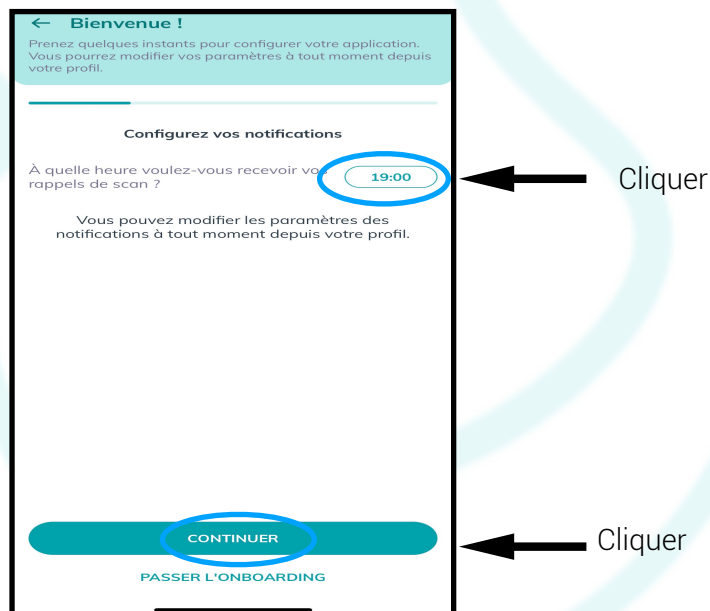 ← Bienvenue !
Prenez quelques instants pour configurer votre application.
Vous pourrez modifier vos paramètres à tout moment depuis
votre profil.
Configurez vos notifications
À quelle heure voulez-vous recevoir vos
rappels de scan ?
19:00
Cliquer
Vous pouvez modifier les paramètres des
notifications à tout moment depuis votre profil.
CONTINUER
Cliquer
PASSER L'ONBOARDING